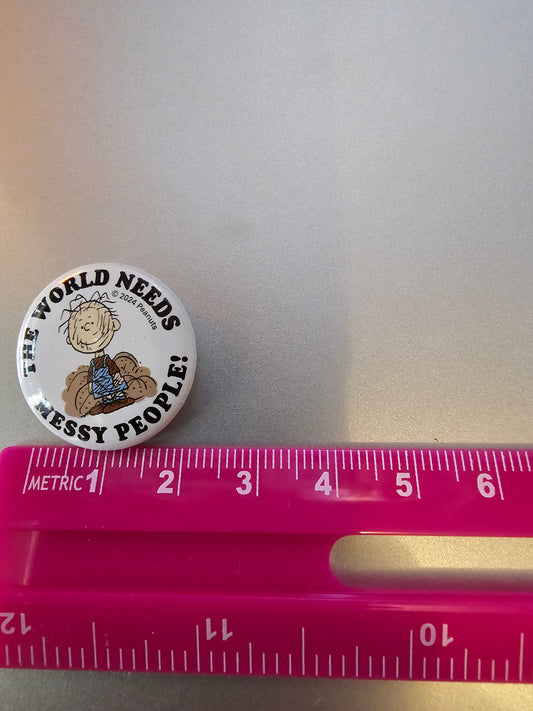 THE WORLD NEEDS
© 2024 Peanuts
MESSY PEOPLE!
METRIC 1 2 3 4 5 6
12 11 10